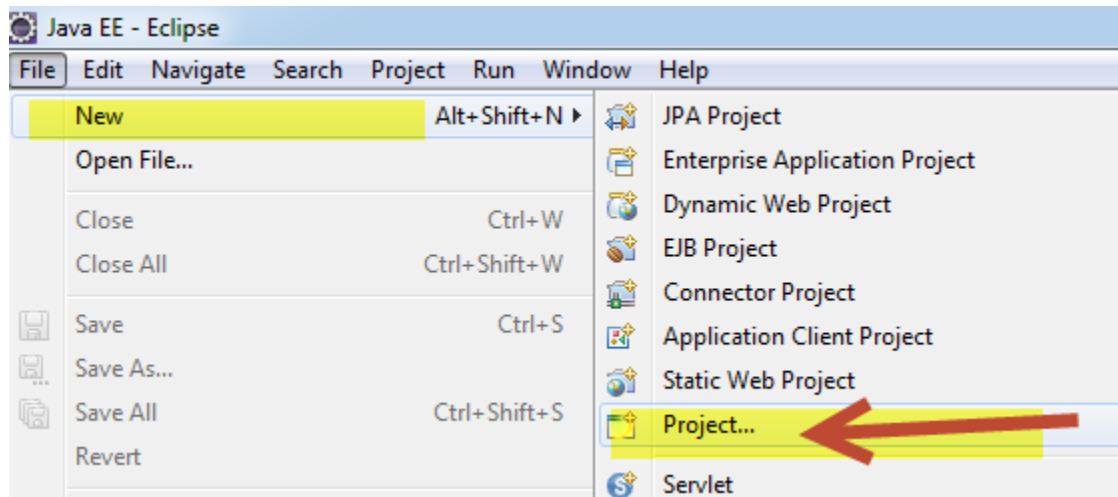 Java EE - Eclipse
File Edit Navigate Search Project Run Window Help
New Alt+Shift+N
Open File...
Close Ctrl+W
Close All Ctrl+Shift+W
Save Ctrl+S
Save As...
Save All Ctrl+Shift+S
Revert
JPA Project
Enterprise Application Project
Dynamic Web Project
EJB Project
Connector Project
Application Client Project
Static Web Project
Project...
Servlet